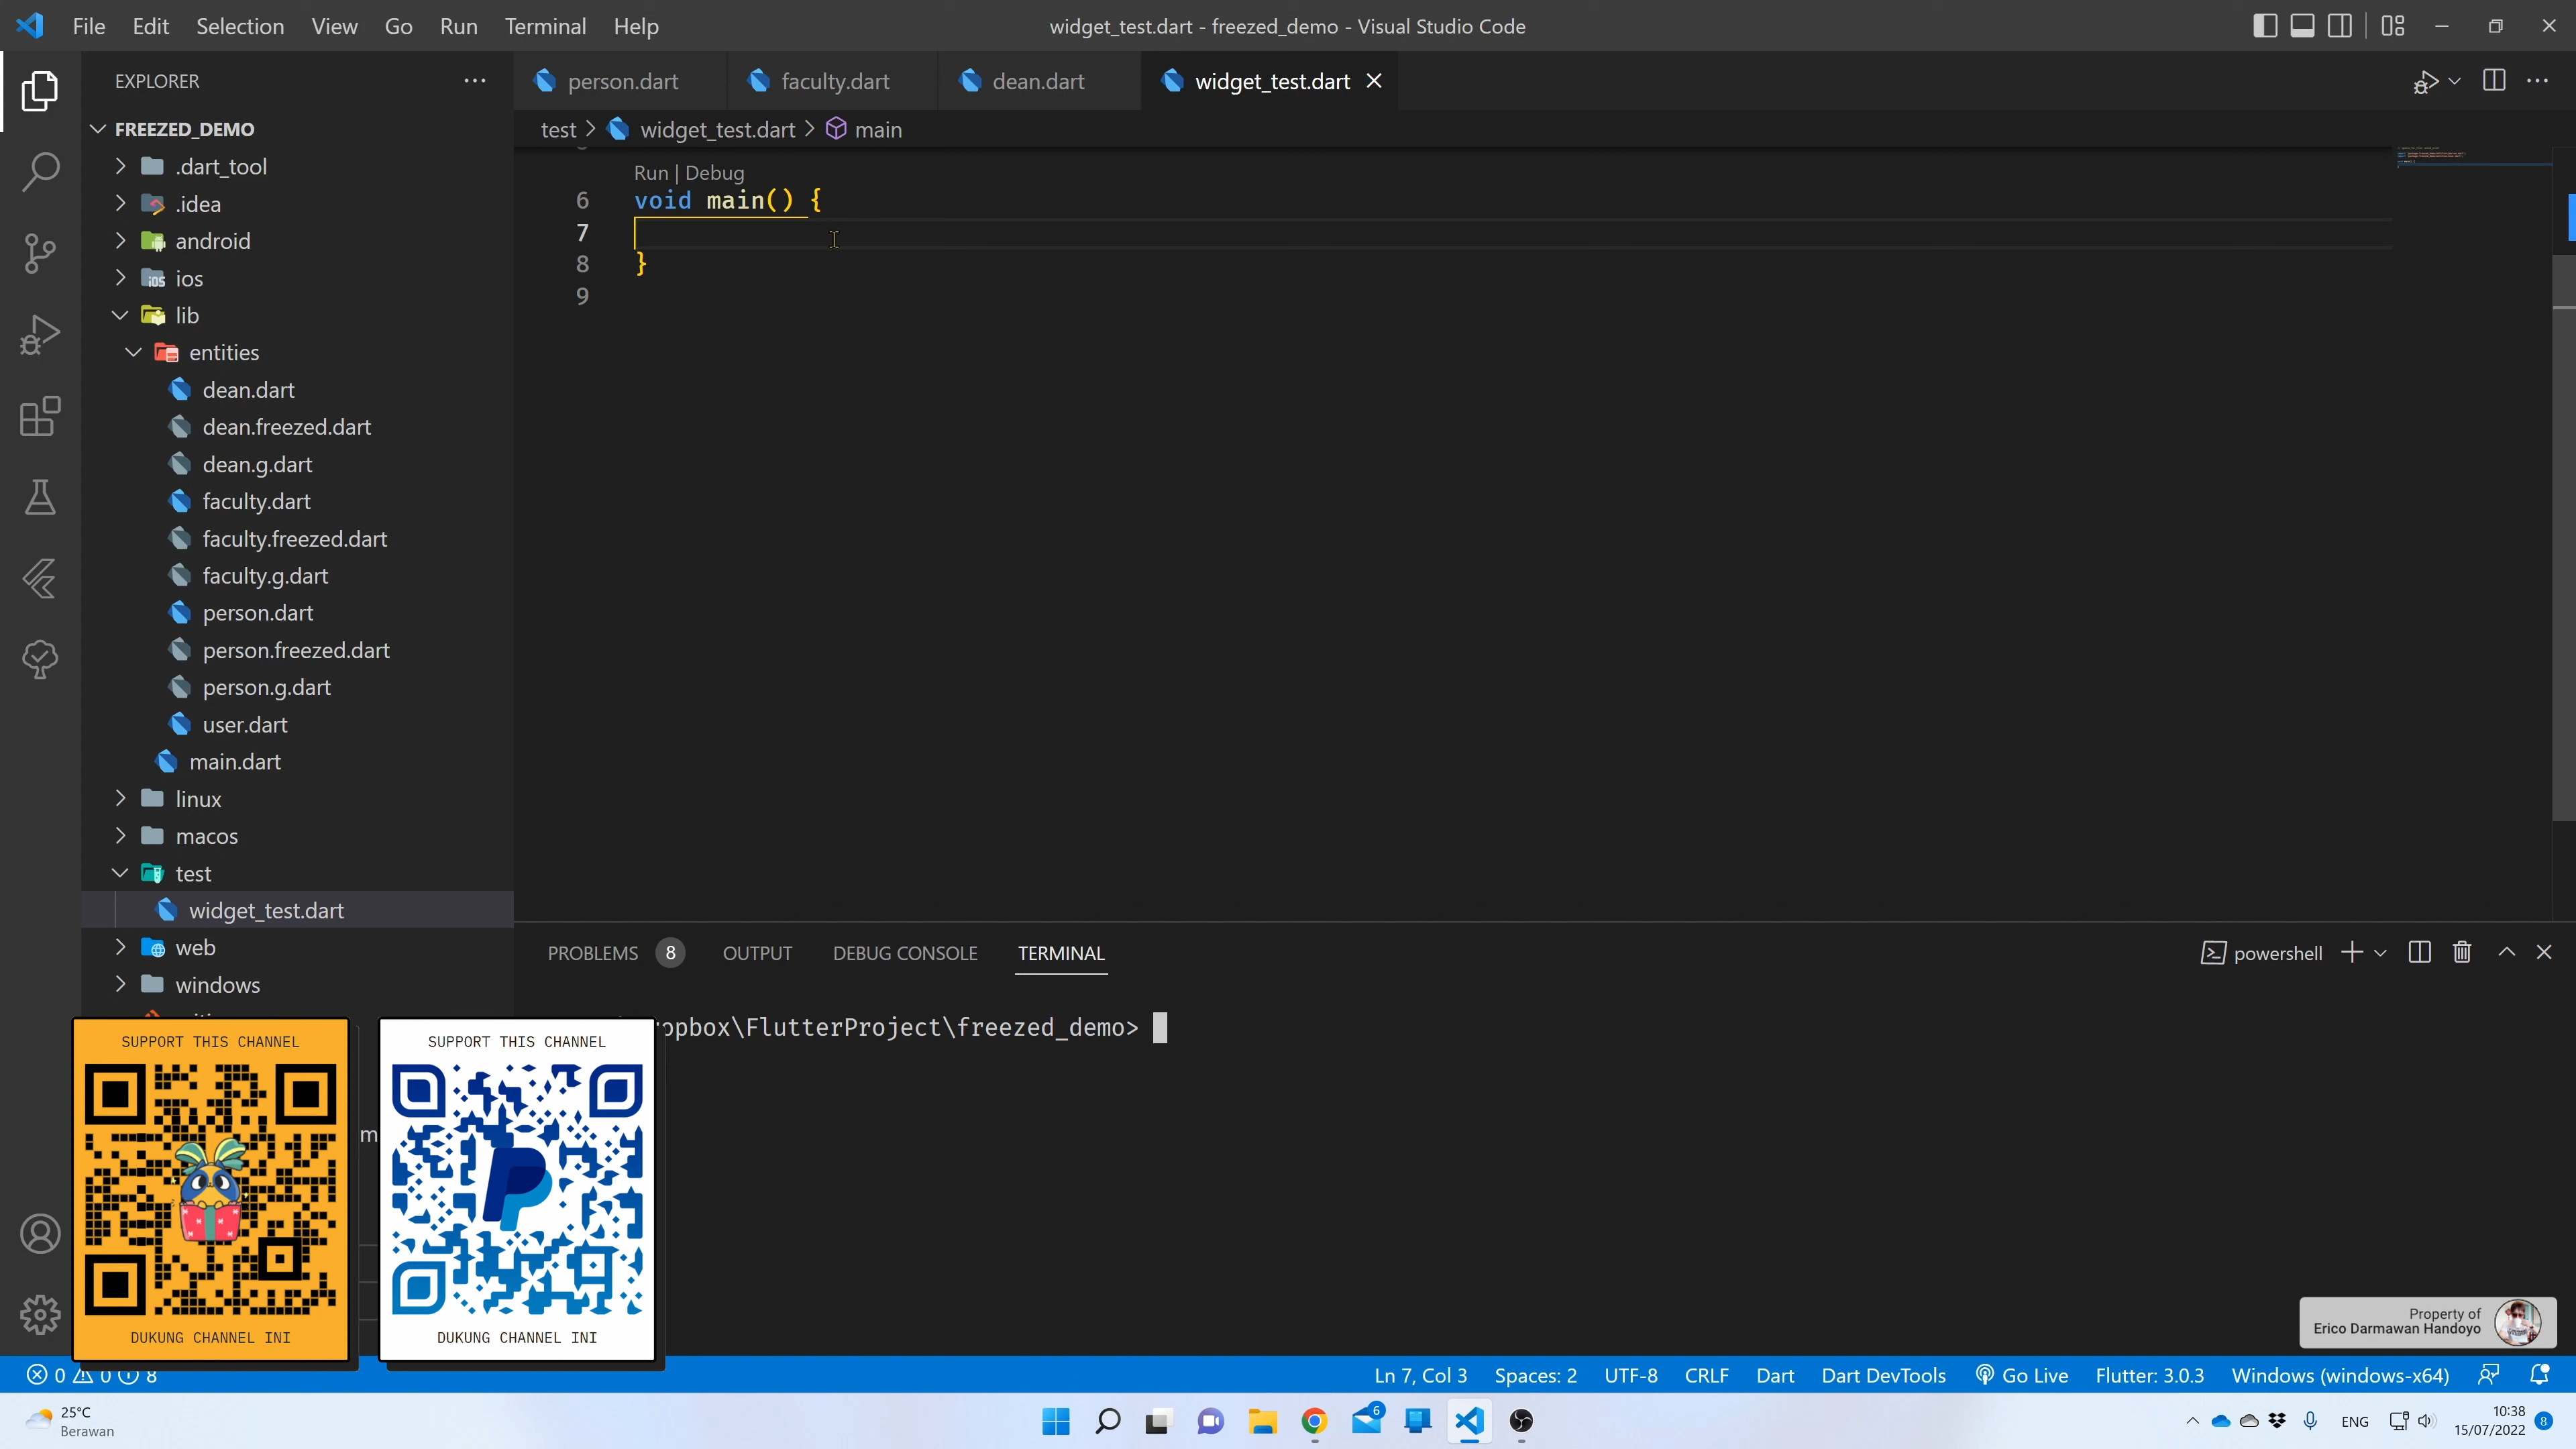 File Edit Selection View Go Run Terminal Help
widget_test.dart - freezed_demo - Visual Studio Code
EXPLORER
person.dart
faculty.dart
dean.dart
widget_test.dart
test > widget_test.dart > main
FREEZED_DEMO
.dart_tool
.idea
android
ios
lib
entities
dean.dart
dean.freezed.dart
dean.g.dart
faculty.dart
faculty.freezed.dart
faculty.g.dart
person.dart
person.freezed.dart
person.g.dart
user.dart
main.dart
linux
macos
test
widget_test.dart
web
windows
Run | Debug
6 void main() {
7
8 }
9
PROBLEMS 8 OUTPUT DEBUG CONSOLE TERMINAL
powershell
opbox\FlutterProject\freezed_demo>
SUPPORT THIS CHANNEL
DUKUNG CHANNEL INI
SUPPORT THIS CHANNEL
DUKUNG CHANNEL INI
Property of
Erico Darmawan Handoyo
0 0 8
Ln 7, Col 3 Spaces: 2 UTF-8 CRLF Dart Dart DevTools Go Live Flutter: 3.0.3 Windows (windows-x64)
25°C
Berawan
6
ENG
10:38
15/07/2022
8